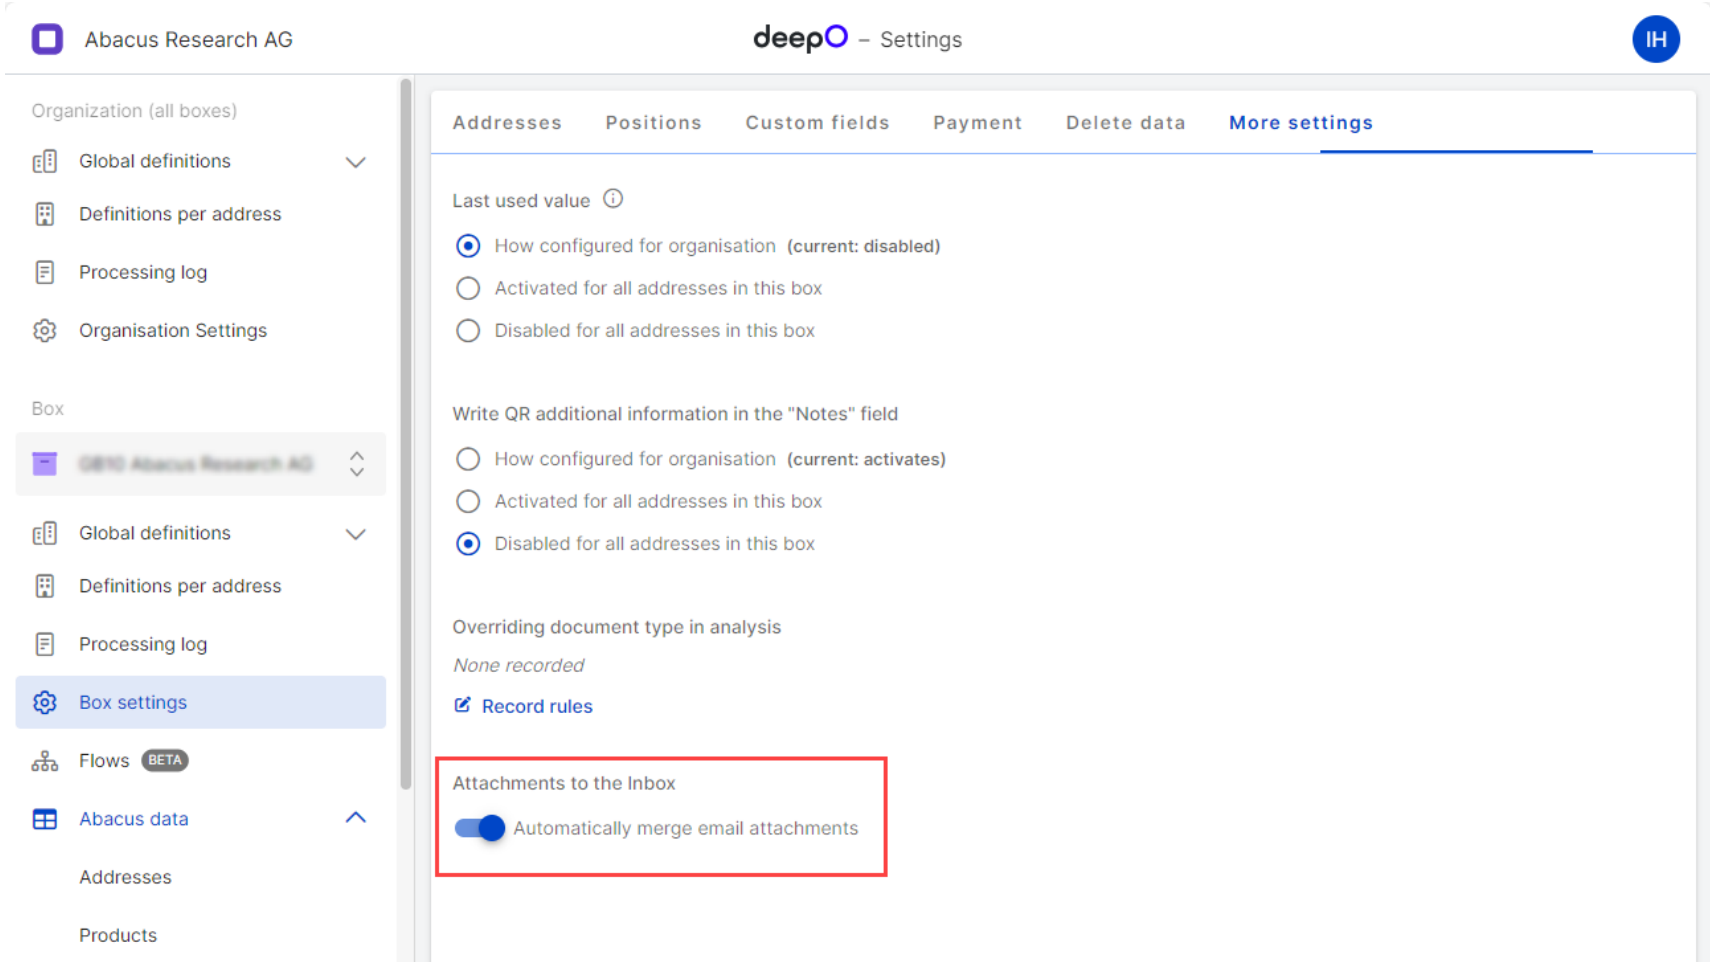 Abacus Research AG
deepO – Settings
IH
Organization (all boxes)
Global definitions
Definitions per address
Processing log
Organisation Settings
Box
Global definitions
Definitions per address
Processing log
Box settings
Flows BETA
Abacus data
Addresses
Products
Addresses Positions Custom fields Payment Delete data More settings
Last used value
How configured for organisation (current: disabled)
Activated for all addresses in this box
Disabled for all addresses in this box
Write QR additional information in the "Notes" field
How configured for organisation (current: activates)
Activated for all addresses in this box
Disabled for all addresses in this box
Overriding document type in analysis
None recorded
Record rules
Attachments to the Inbox
Automatically merge email attachments